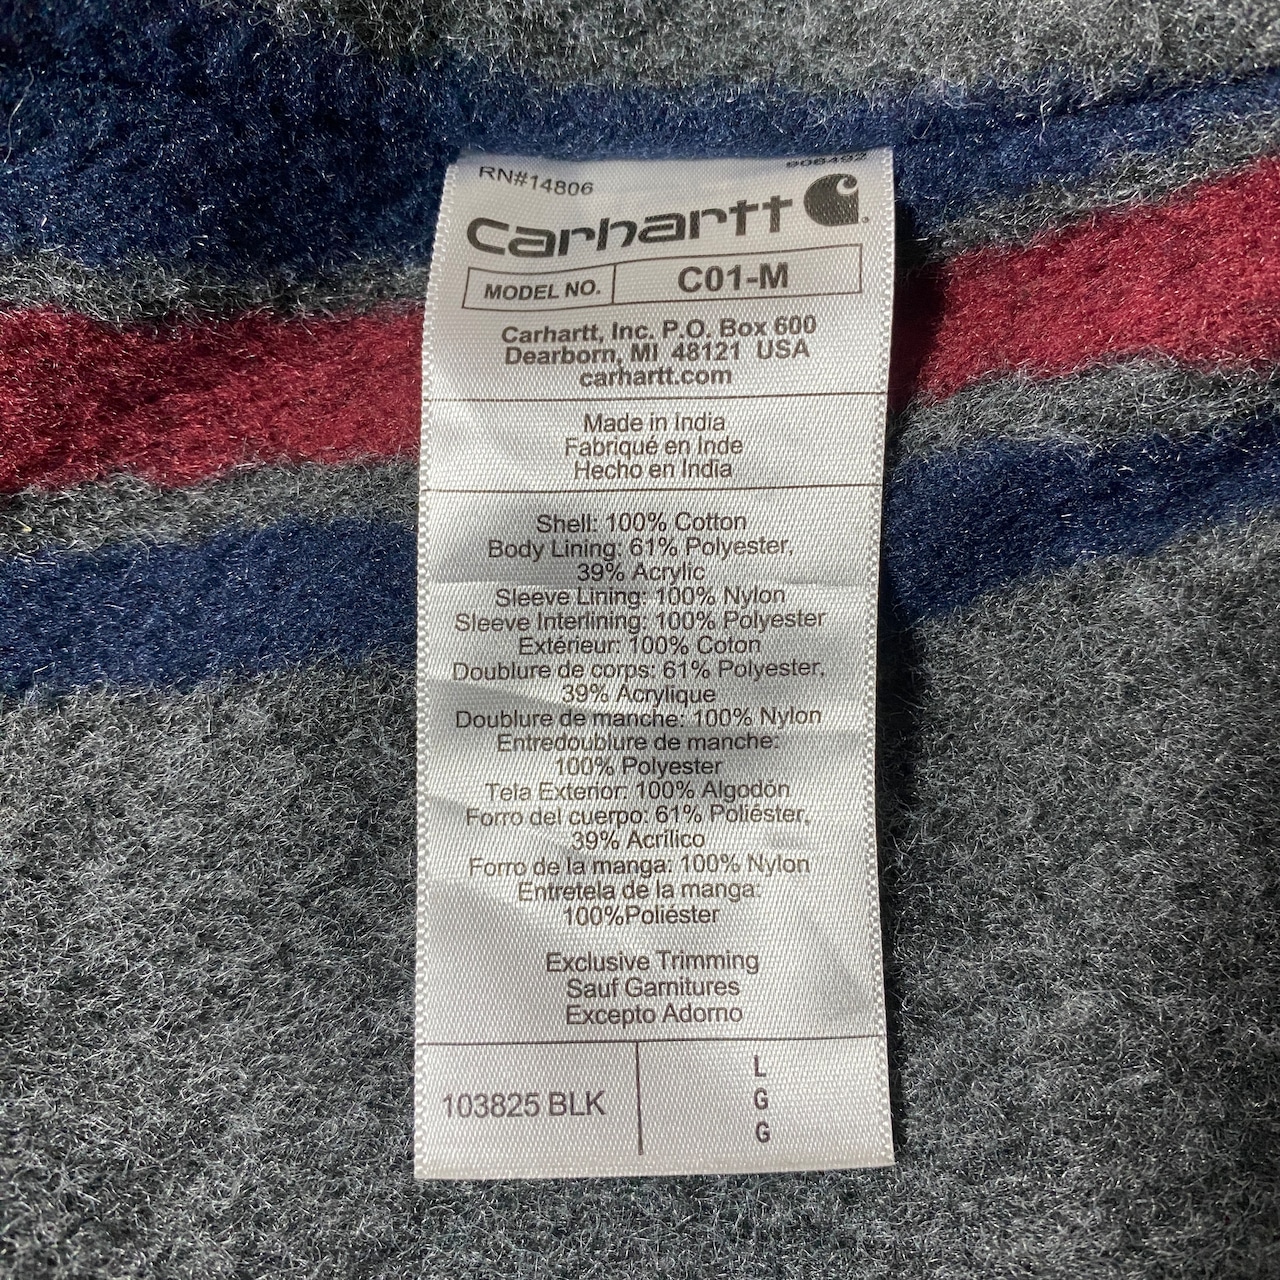 RN#14806
Carhartt
MODEL NO. C01-M
Carhartt, Inc. P.O. Box 600
Dearborn, MI 48121 USA
carhartt.com
Made in India
Fabriqué en Inde
Hecho en India
Shell: 100% Cotton
Body Lining: 61% Polyester,
39% Acrylic
Sleeve Lining: 100% Nylon
Sleeve Interlining: 100% Polyester
Extérieur: 100% Coton
Doublure de corps: 61% Polyester,
39% Acrylique
Doublure de manche: 100% Nylon
Entredoublure de manche:
100% Polyester
Tela Exterior: 100% Algodón
Forro del cuerpo: 61% Poliéster,
39% Acrílico
Forro de la manga: 100% Nylon
Entretela de la manga:
100%Poliéster
Exclusive Trimming
Sauf Garnitures
Excepto Adorno
103825 BLK
L
G
G